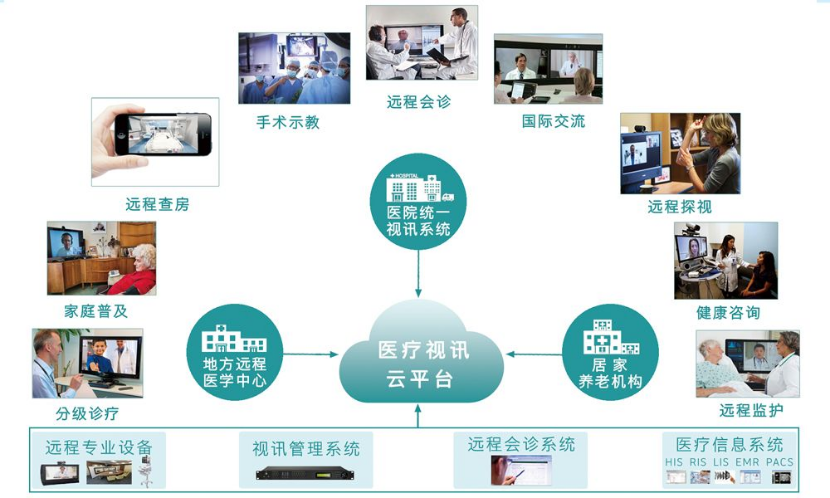 远程会诊
手术示教
国际交流
远程查房
远程探视
HOSPITAL
医院统一
视讯系统
家庭普及
健康咨询
地方远程
医学中心
医疗视讯
云平台
居家
养老机构
分级诊疗
远程监护
远程专业设备
视讯管理系统
远程会诊系统
医疗信息系统
HIS RIS LIS EMR PACS